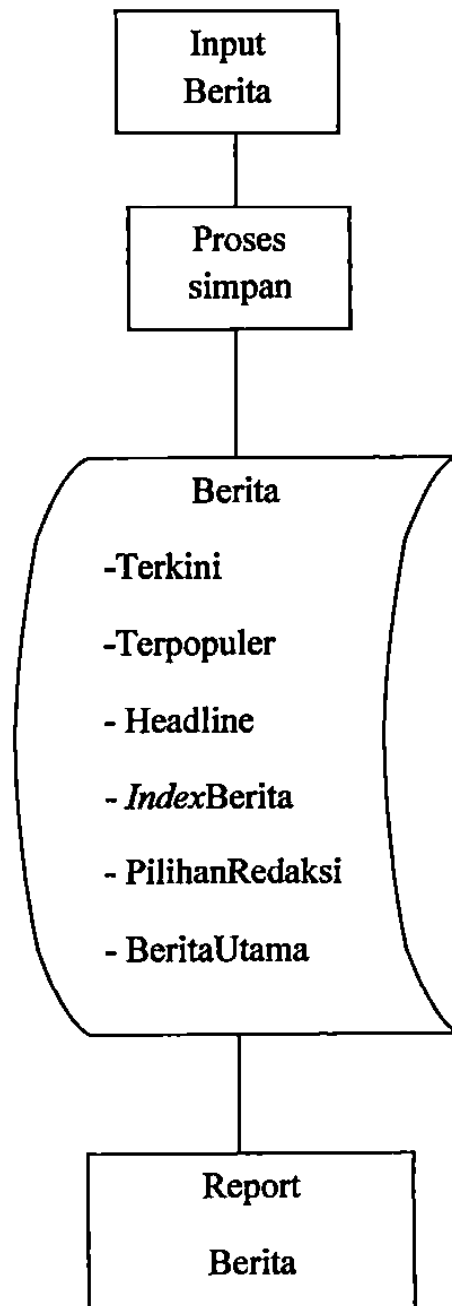 Input
Berita
Proses
simpan
Berita
-Terkini
-Terpopuler
- Headline
- IndexBerita
- PilihanRedaksi
- BeritaUtama
Report
Berita